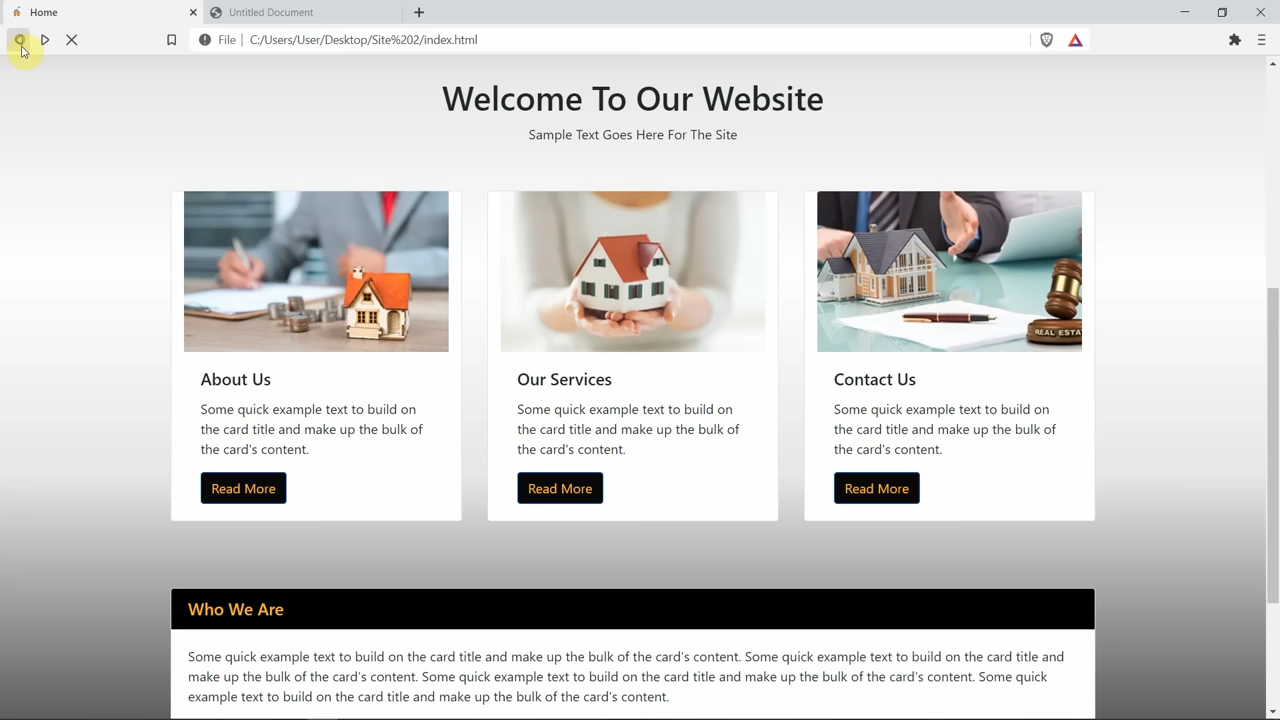 Home
Untitled Document
File
C:/Users/User/Desktop/Site%202/index.html
Welcome To Our Website
Sample Text Goes Here For The Site
REAL ESTA
About Us
Some quick example text to build on
the card title and make up the bulk of
the card's content.
Read More
Our Services
Some quick example text to build on
the card title and make up the bulk of
the card's content.
Read More
Contact Us
Some quick example text to build on
the card title and make up the bulk of
the card's content.
Read More
Who We Are
Some quick example text to build on the card title and make up the bulk of the card's content. Some quick example text to build on the card title and
make up the bulk of the card's content. Some quick example text to build on the card title and make up the bulk of the card's content. Some quick
example text to build on the card title and make up the bulk of the card's content.